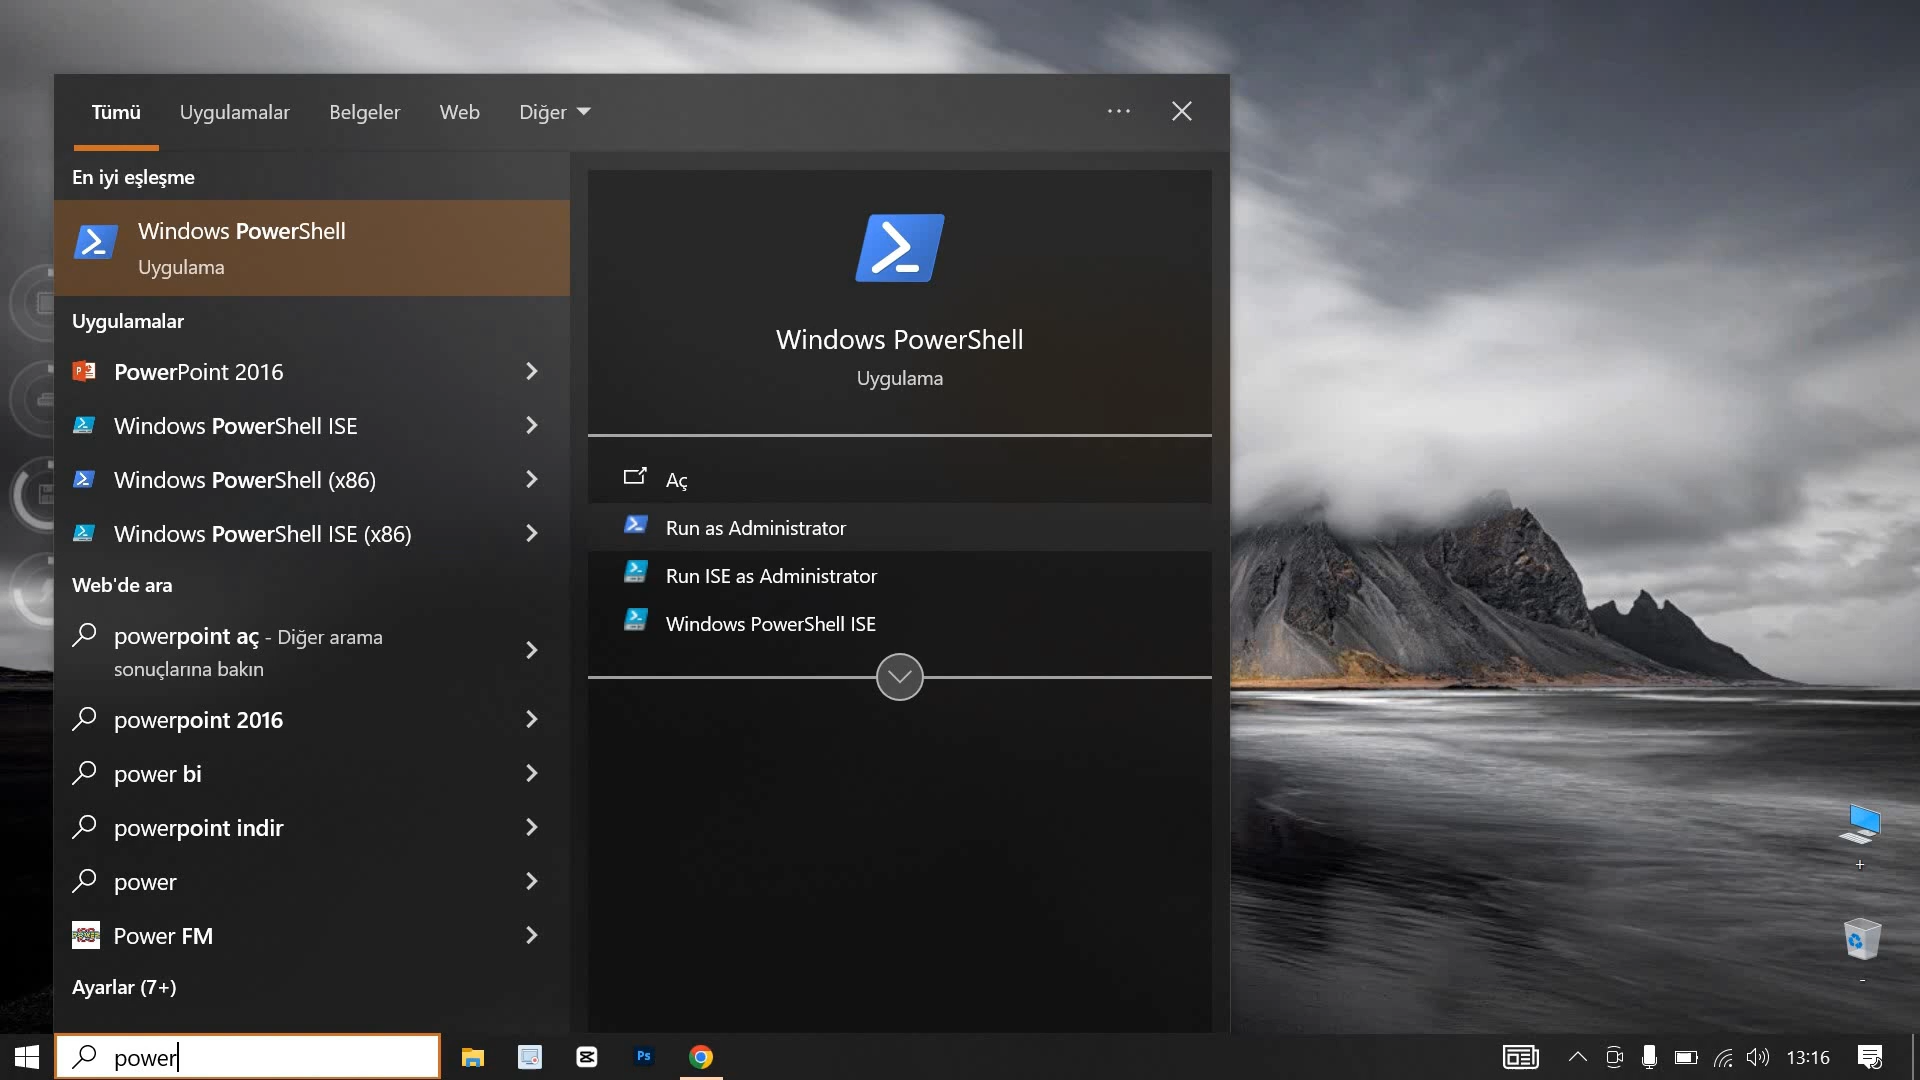 Tümü Uygulamalar Belgeler Web Diğer
En iyi eşleşme
Windows PowerShell
Uygulama
Uygulamalar
PowerPoint 2016
Windows PowerShell ISE
Windows PowerShell (x86)
Windows PowerShell ISE (x86)
Web'de ara
powerpoint aç - Diğer arama
sonuçlarına bakın
powerpoint 2016
power bi
powerpoint indir
power
Power FM
Ayarlar (7+)
Windows PowerShell
Uygulama
Aç
Run as Administrator
Run ISE as Administrator
Windows PowerShell ISE
+
-
power
Ps
13:16